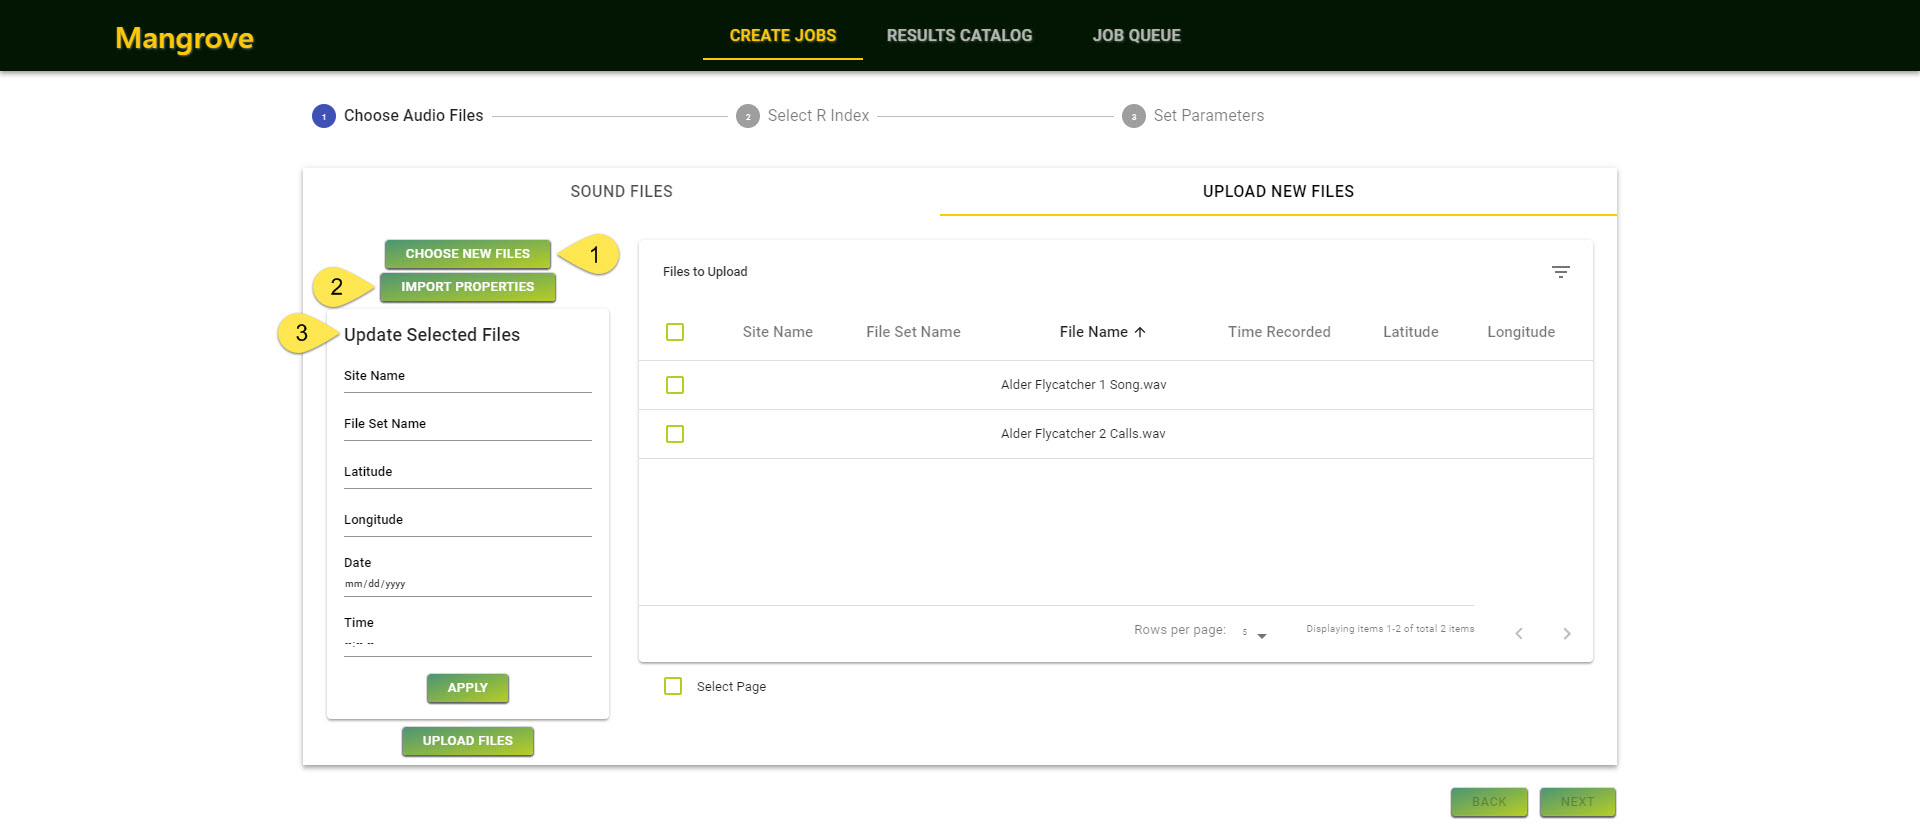 Mangrove
CREATE JOBS
RESULTS CATALOG
JOB QUEUE
1 Choose Audio Files
2 Select R Index
3 Set Parameters
SOUND FILES
UPLOAD NEW FILES
CHOOSE NEW FILES
1
2
IMPORT PROPERTIES
3
Update Selected Files
Site Name
File Set Name
Latitude
Longitude
Date
mm/dd/yyyy
Time
--:-- --
APPLY
UPLOAD FILES
Files to Upload
Site Name File Set Name File Name Time Recorded Latitude Longitude
Alder Flycatcher 1 Song.wav
Alder Flycatcher 2 Calls.wav
Rows per page: 5 Displaying items 1-2 of total 2 items
Select Page
BACK
NEXT